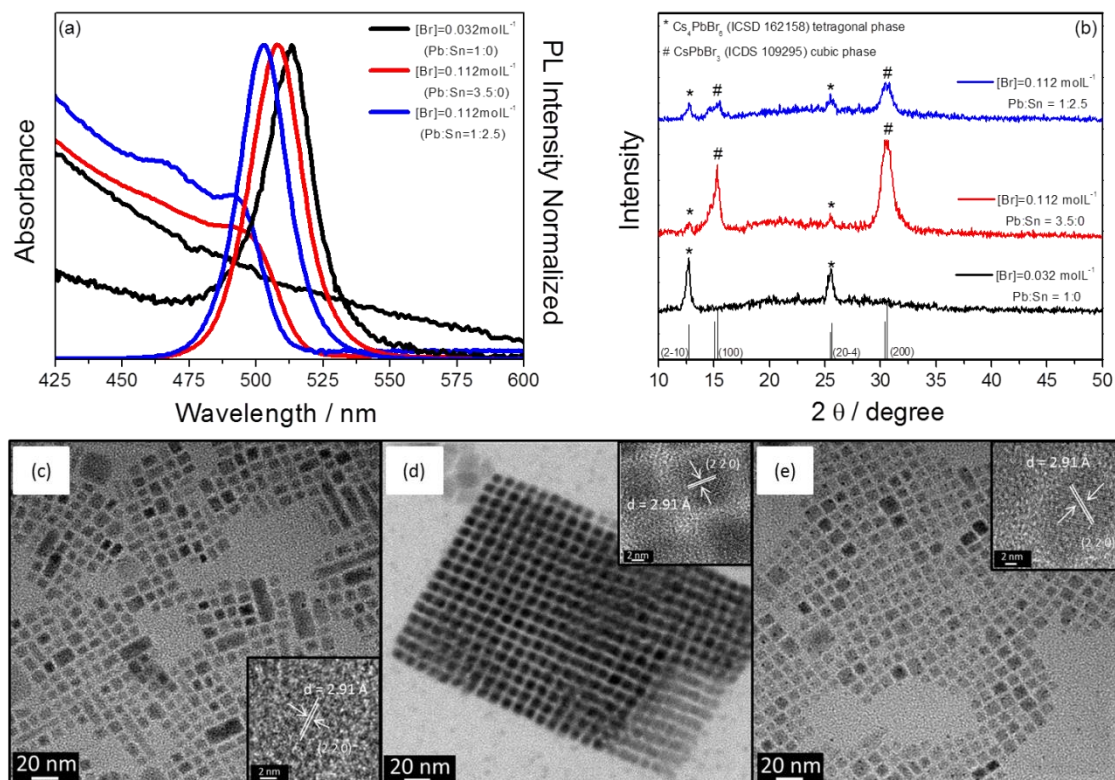 (a)
[Br]=0.032molL⁻¹
(Pb:Sn=1:0)
[Br]=0.112molL⁻¹
(Pb:Sn=3.5:0)
[Br]=0.112molL⁻¹
(Pb:Sn=1:2.5)
Absorbance
PL Intensity Normalized
425 450 475 500 525 550 575 600
Wavelength / nm
(b)
* Cs₄PbBr₆ (ICSD 162158) tetragonal phase
# CsPbBr₃ (ICDS 109295) cubic phase
* # * #
[Br]=0.112 molL⁻¹
Pb:Sn = 1:2.5
* # * #
[Br]=0.112 molL⁻¹
Pb:Sn = 3.5:0
* *
[Br]=0.032 molL⁻¹
Pb:Sn = 1:0
(2-10) (100) (20-4) (200)
Intensity
10 15 20 25 30 35 40 45 50
2 θ / degree
(c)
20 nm
d = 2.91 Å
(2 2 0)
2 nm
(d)
20 nm
(2 2 0)
d = 2.91 Å
2 nm
(e)
20 nm
d = 2.91 Å
(2 2 0)
2 nm